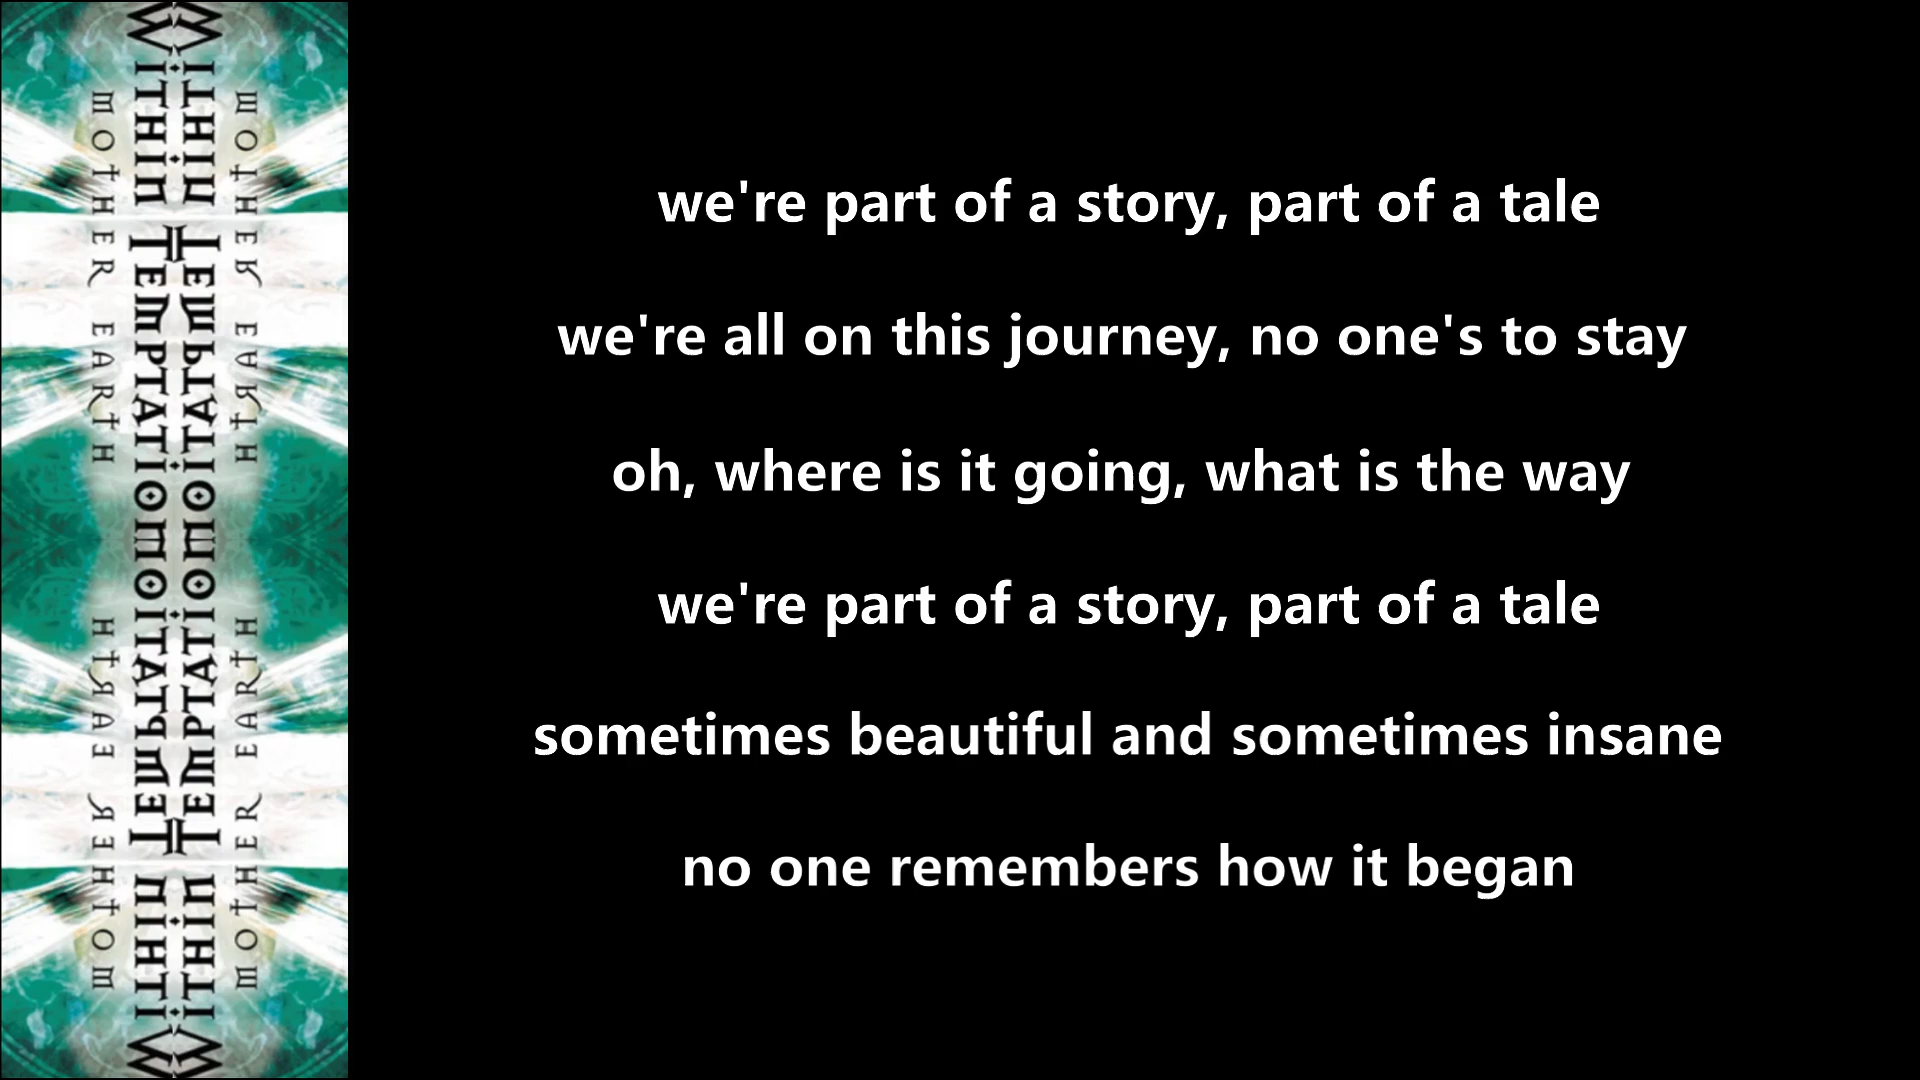 WITHIN TEMPTATION
MOTHER EARTH
we're part of a story, part of a tale
we're all on this journey, no one's to stay
oh, where is it going, what is the way
we're part of a story, part of a tale
sometimes beautiful and sometimes insane
no one remembers how it began